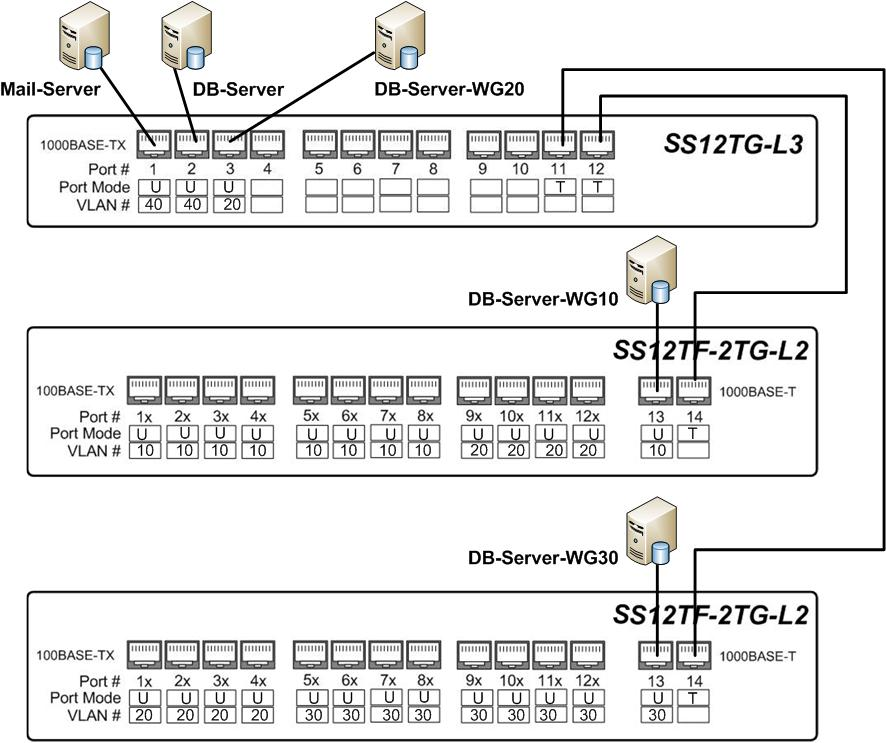 Mail-Server DB-Server DB-Server-WG20
SS12TG-L3
1000BASE-TX
Port # 1 2 3 4 5 6 7 8 9 10 11 12
Port Mode U U U T T
VLAN # 40 40 20
DB-Server-WG10
SS12TF-2TG-L2
100BASE-TX 1000BASE-T
Port # 1x 2x 3x 4x 5x 6x 7x 8x 9x 10x 11x 12x 13 14
Port Mode U U U U U U U U U U U U U T
VLAN # 10 10 10 10 10 10 10 10 20 20 20 20 10
DB-Server-WG30
SS12TF-2TG-L2
100BASE-TX 1000BASE-T
Port # 1x 2x 3x 4x 5x 6x 7x 8x 9x 10x 11x 12x 13 14
Port Mode U U U U U U U U U U U U U T
VLAN # 20 20 20 20 30 30 30 30 30 30 30 30 30